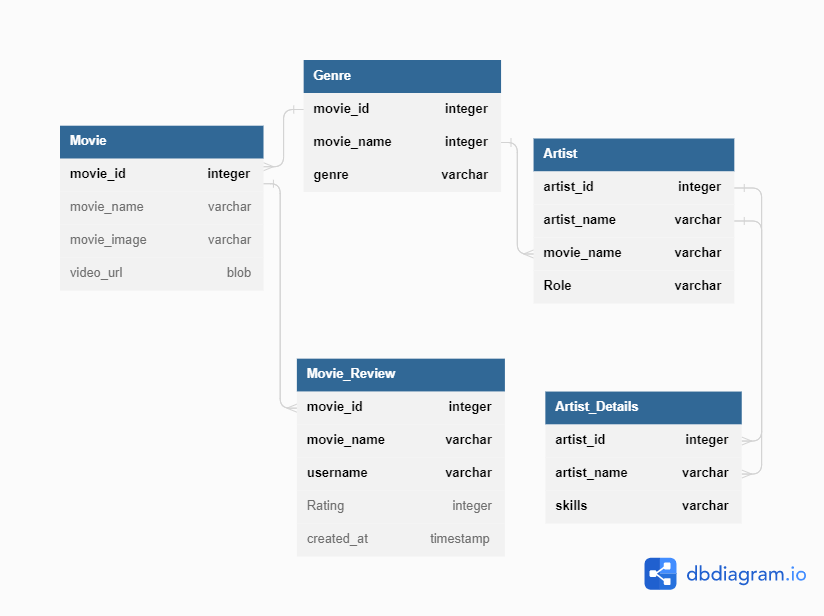 Genre
movie_id integer
movie_name integer
genre varchar
Movie
movie_id integer
movie_name varchar
movie_image varchar
video_url blob
Artist
artist_id integer
artist_name varchar
movie_name varchar
Role varchar
Movie_Review
movie_id integer
movie_name varchar
username varchar
Rating integer
created_at timestamp
Artist_Details
artist_id integer
artist_name varchar
skills varchar
dbdiagram.io